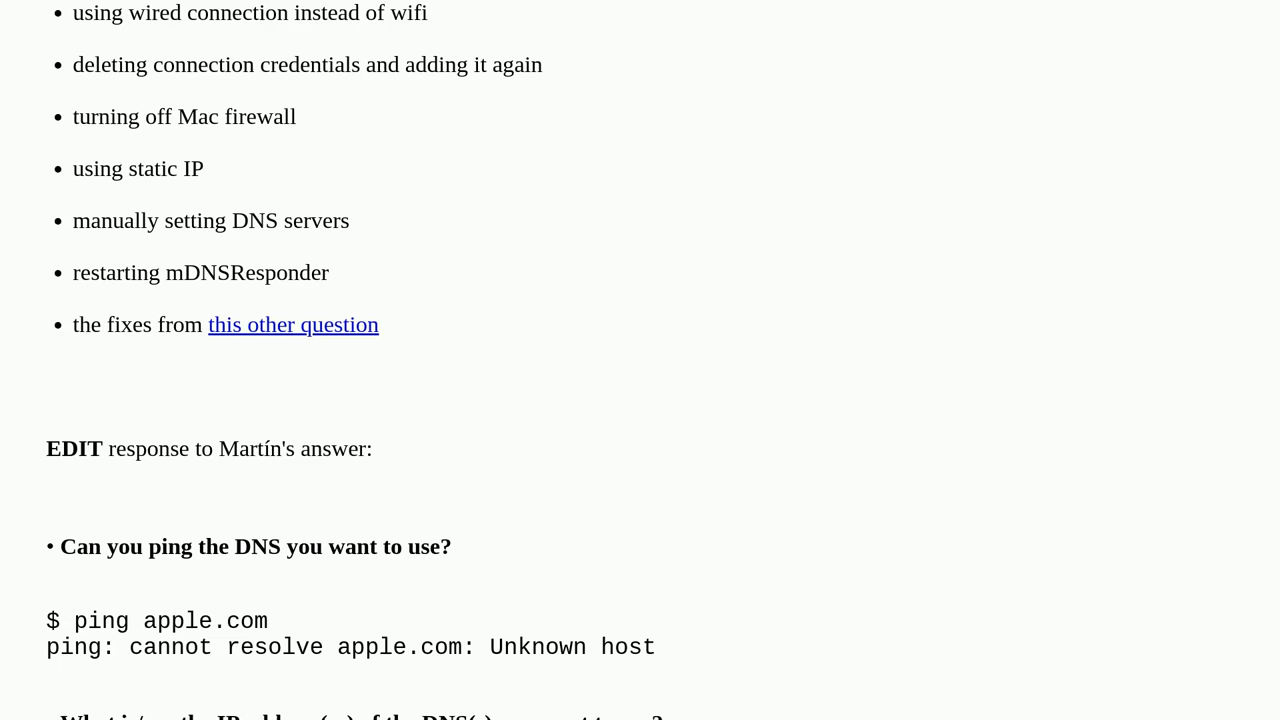 • using wired connection instead of wifi
• deleting connection credentials and adding it again
• turning off Mac firewall
• using static IP
• manually setting DNS servers
• restarting mDNSResponder
• the fixes from this other question
EDIT response to Martín's answer:
• Can you ping the DNS you want to use?
$ ping apple.com
ping: cannot resolve apple.com: Unknown host